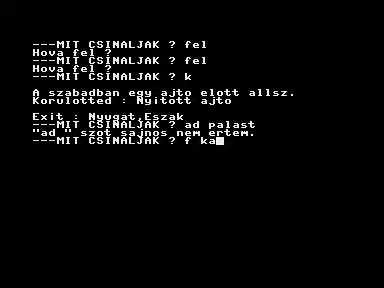 ---MIT CSINALJAK ? fel
Hova fel ?
---MIT CSINALJAK ? fel
Hova fel ?
---MIT CSINALJAK ? k
A szabadban egy ajto elott allsz.
Korulotted : Nyitott ajto
Exit : Nyugat,Eszak
---MIT CSINALJAK ? ad palast
"ad " szot sajnos nem ertem.
---MIT CSINALJAK ? f ka